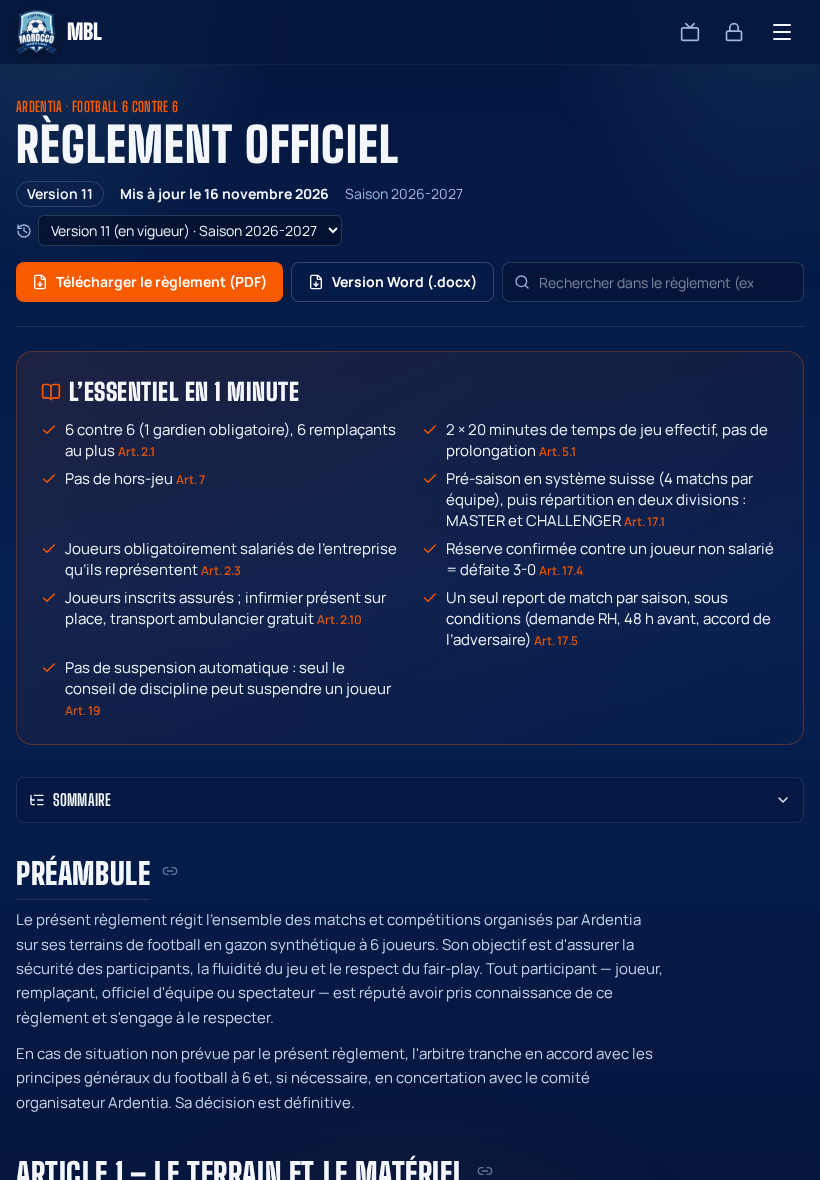 MOROCCO
MBL
ARDENTIA · FOOTBALL 6 CONTRE 6
RÈGLEMENT OFFICIEL
Version 11 Mis à jour le 16 novembre 2026 Saison 2026-2027
Version 11 (en vigueur) · Saison 2026-2027
Télécharger le règlement (PDF)
Version Word (.docx)
Rechercher dans le règlement (ex
L’ESSENTIEL EN 1 MINUTE
6 contre 6 (1 gardien obligatoire), 6 remplaçants
au plus Art. 2.1
2 × 20 minutes de temps de jeu effectif, pas de
prolongation Art. 5.1
Pas de hors-jeu Art. 7
Pré-saison en système suisse (4 matchs par
équipe), puis répartition en deux divisions :
MASTER et CHALLENGER Art. 17.1
Joueurs obligatoirement salariés de l’entreprise
qu’ils représentent Art. 2.3
Réserve confirmée contre un joueur non salarié
= défaite 3-0 Art. 17.4
Joueurs inscrits assurés ; infirmier présent sur
place, transport ambulancier gratuit Art. 2.10
Un seul report de match par saison, sous
conditions (demande RH, 48 h avant, accord de
l’adversaire) Art. 17.5
Pas de suspension automatique : seul le
conseil de discipline peut suspendre un joueur
Art. 19
SOMMAIRE
PRÉAMBULE
Le présent règlement régit l'ensemble des matchs et compétitions organisés par Ardentia
sur ses terrains de football en gazon synthétique à 6 joueurs. Son objectif est d'assurer la
sécurité des participants, la fluidité du jeu et le respect du fair-play. Tout participant — joueur,
remplaçant, officiel d'équipe ou spectateur — est réputé avoir pris connaissance de ce
règlement et s'engage à le respecter.
En cas de situation non prévue par le présent règlement, l'arbitre tranche en accord avec les
principes généraux du football à 6 et, si nécessaire, en concertation avec le comité
organisateur Ardentia. Sa décision est définitive.
ARTICLE 1 — LE TERRAIN ET LE MATÉRIEL